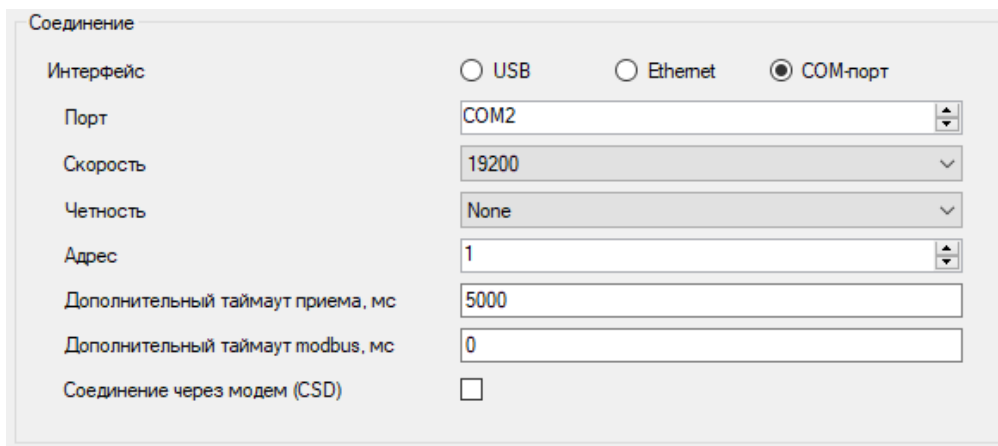 Соединение
Интерфейс USB Ethernet COM-порт
Порт COM2
Скорость 19200
Четность None
Адрес 1
Дополнительный таймаут приема, мс 5000
Дополнительный таймаут modbus, мс 0
Соединение через модем (CSD)